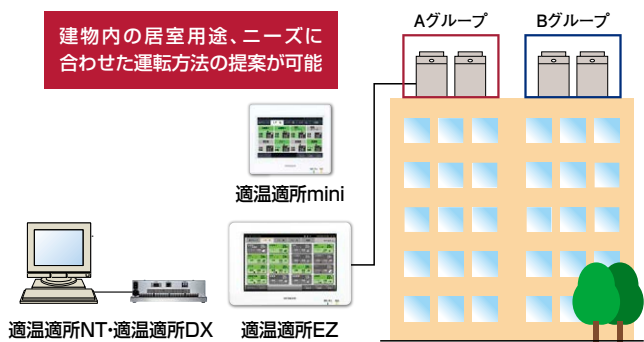 建物内の居室用途、ニーズに
合わせた運転方法の提案が可能
Aグループ
Bグループ
適温適所mini
適温適所NT・適温適所DX
適温適所EZ